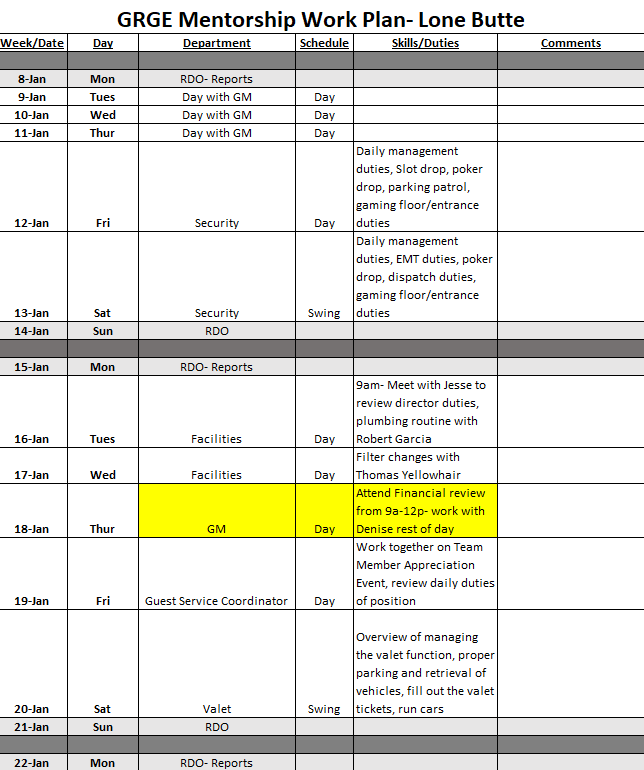 GRGE Mentorship Work Plan- Lone Butte
Week/Date Day Department Schedule Skills/Duties Comments
8-Jan Mon RDO- Reports
9-Jan Tues Day with GM Day
10-Jan Wed Day with GM Day
11-Jan Thur Day with GM Day
Daily management
duties, Slot drop, poker
drop, parking patrol,
gaming floor/entrance
12-Jan Fri Security Day duties
Daily management
duties, EMT duties, poker
drop, dispatch duties,
gaming floor/entrance
13-Jan Sat Security Swing duties
14-Jan Sun RDO
15-Jan Mon RDO- Reports
9am- Meet with Jesse to
review director duties,
plumbing routine with
16-Jan Tues Facilities Day Robert Garcia
Filter changes with
17-Jan Wed Facilities Day Thomas Yellowhair
Attend Financial review
from 9a-12p- work with
18-Jan Thur GM Day Denise rest of day
Work together on Team
Member Appreciation
Event, review daily duties
19-Jan Fri Guest Service Coordinator Day of position
Overview of managing
the valet function, proper
parking and retrieval of
vehicles, fill out the valet
20-Jan Sat Valet Swing tickets, run cars
21-Jan Sun RDO
22-Jan Mon RDO- Reports